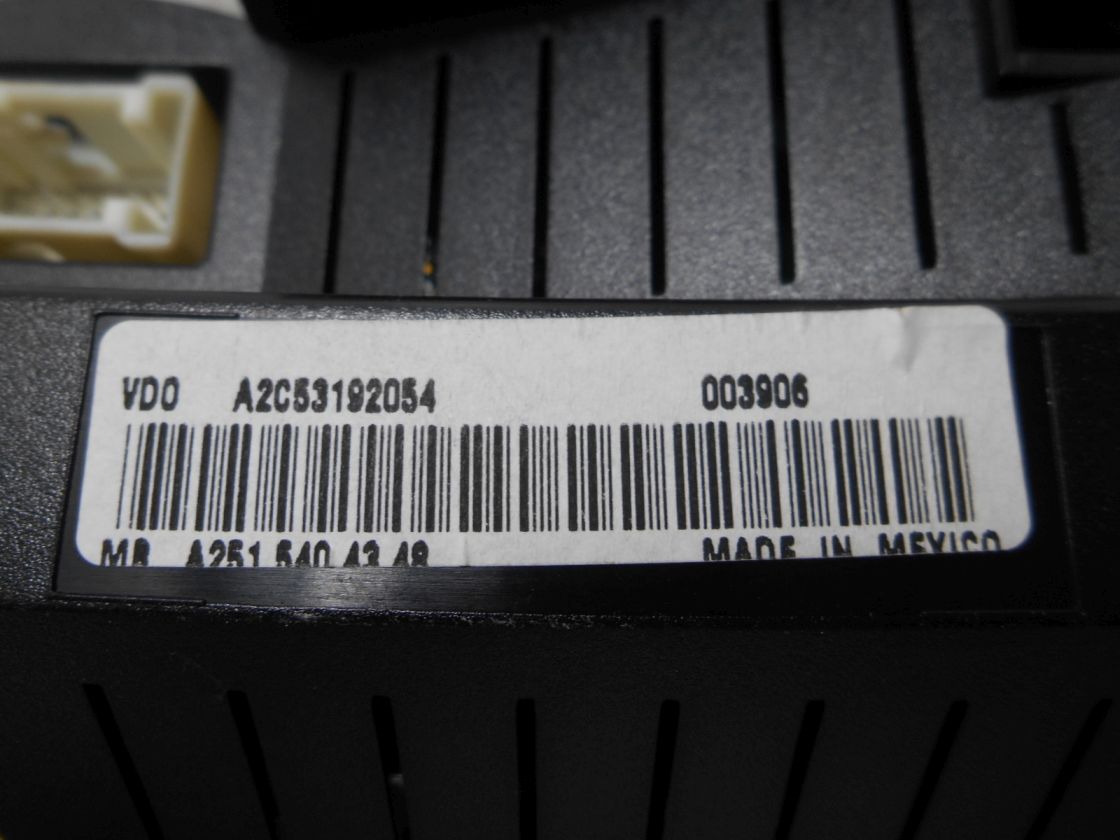 VDO A2C53192054 003906
MB A251 540 43 48 MADE IN MEXICO